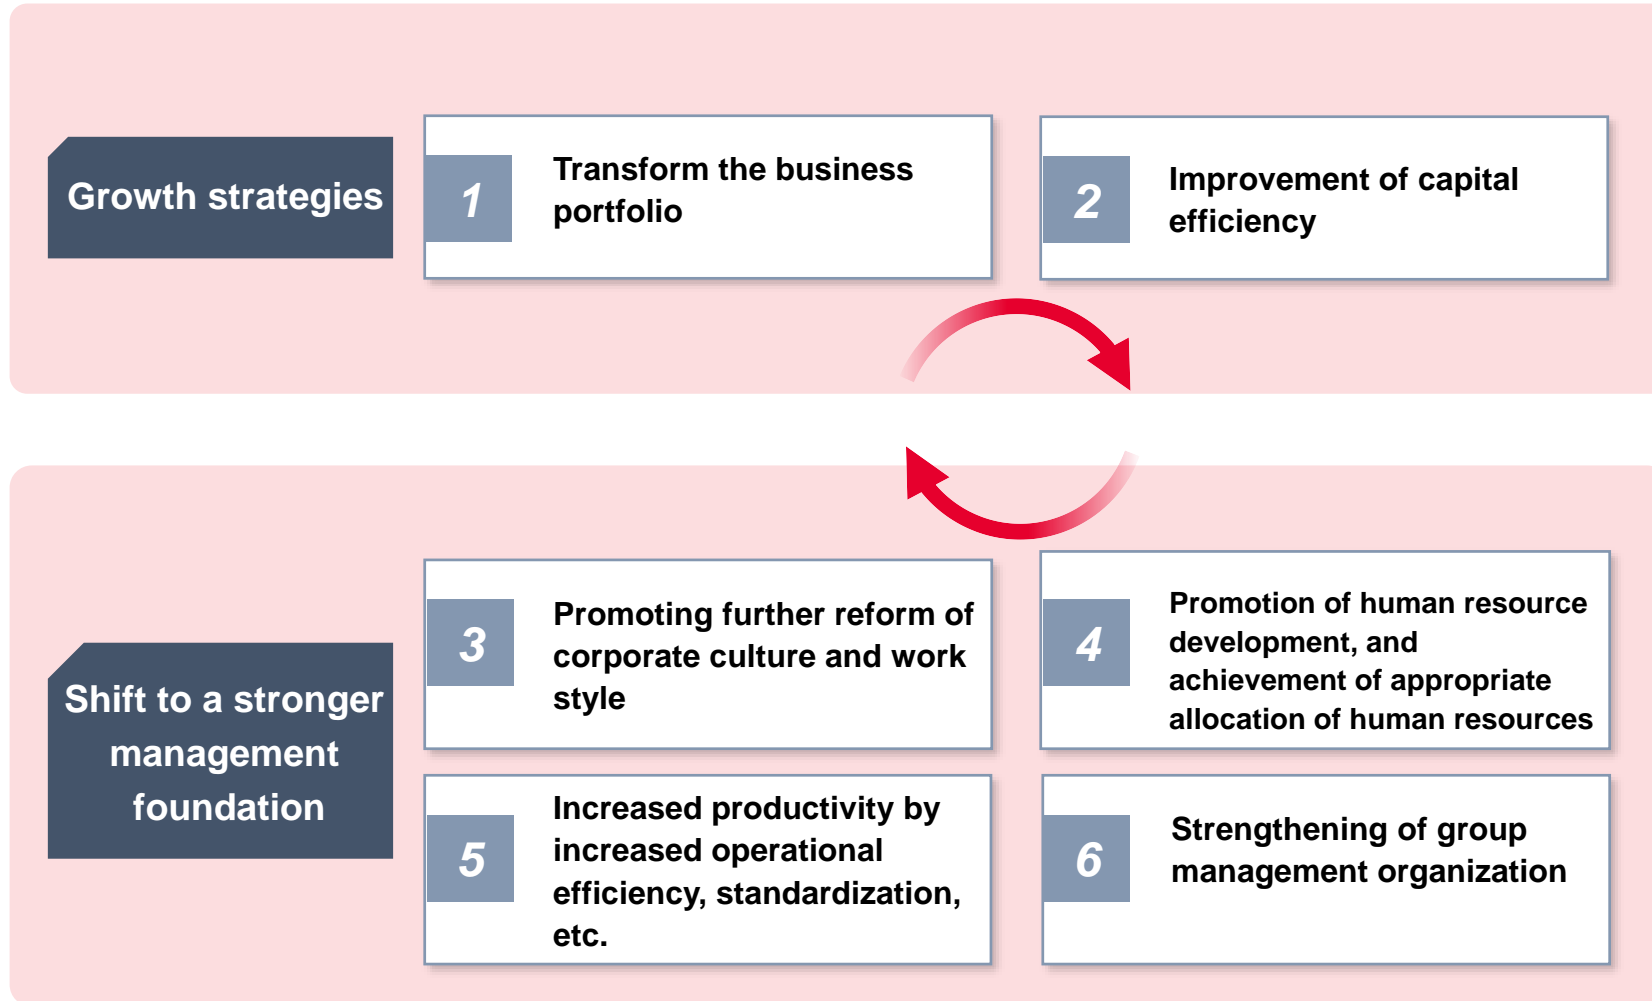 Growth strategies
1
Transform the business
portfolio
2
Improvement of capital
efficiency
Shift to a stronger
management
foundation
3
Promoting further reform of
corporate culture and work
style
4
Promotion of human resource
development, and
achievement of appropriate
allocation of human resources
5
Increased productivity by
increased operational
efficiency, standardization,
etc.
6
Strengthening of group
management organization